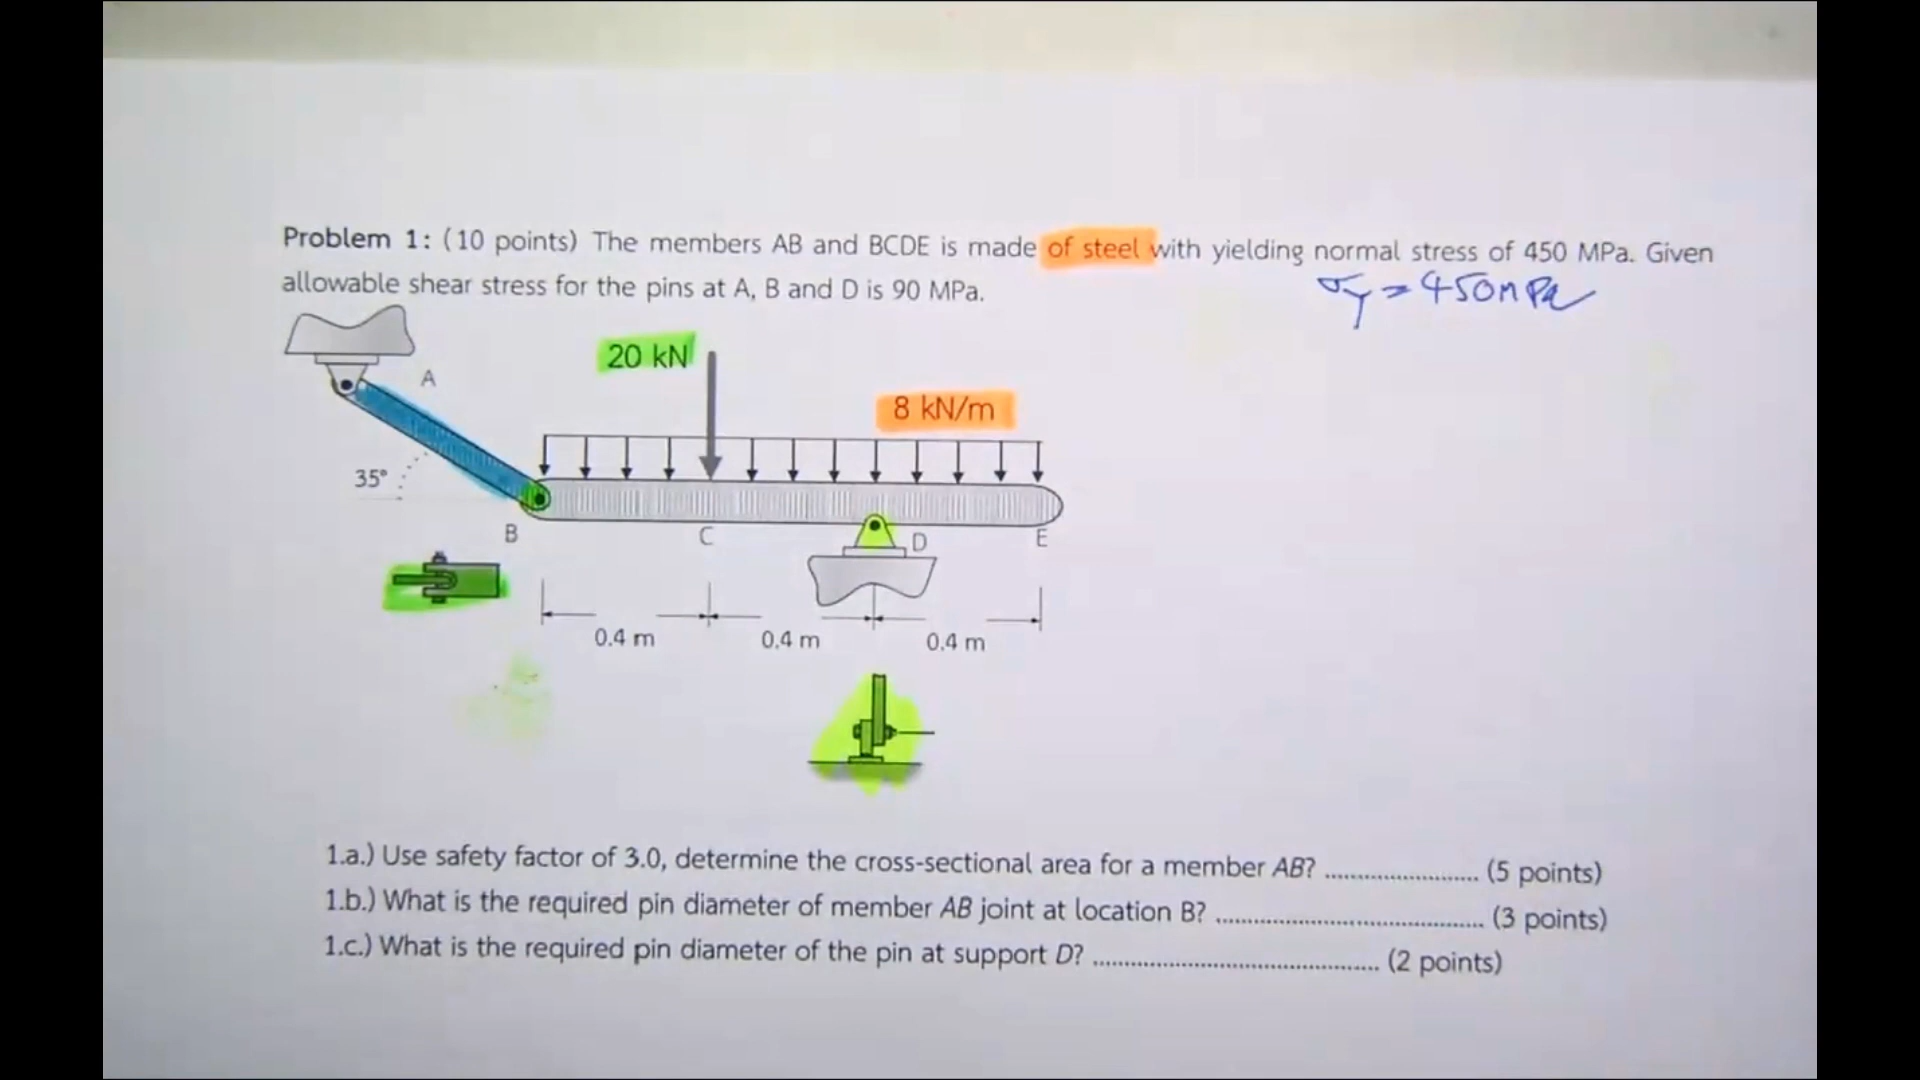 Problem 1: (10 points) The members AB and BCDE is made of steel with yielding normal stress of 450 MPa. Given
allowable shear stress for the pins at A, B and D is 90 MPa.
σy = 450MPa
20 kN
A
8 kN/m
35°
B
C
D
E
0.4 m
0.4 m
0.4 m
1.a.) Use safety factor of 3.0, determine the cross-sectional area for a member AB? ........................ (5 points)
1.b.) What is the required pin diameter of member AB joint at location B? .......................................... (3 points)
1.c.) What is the required pin diameter of the pin at support D? ............................................. (2 points)